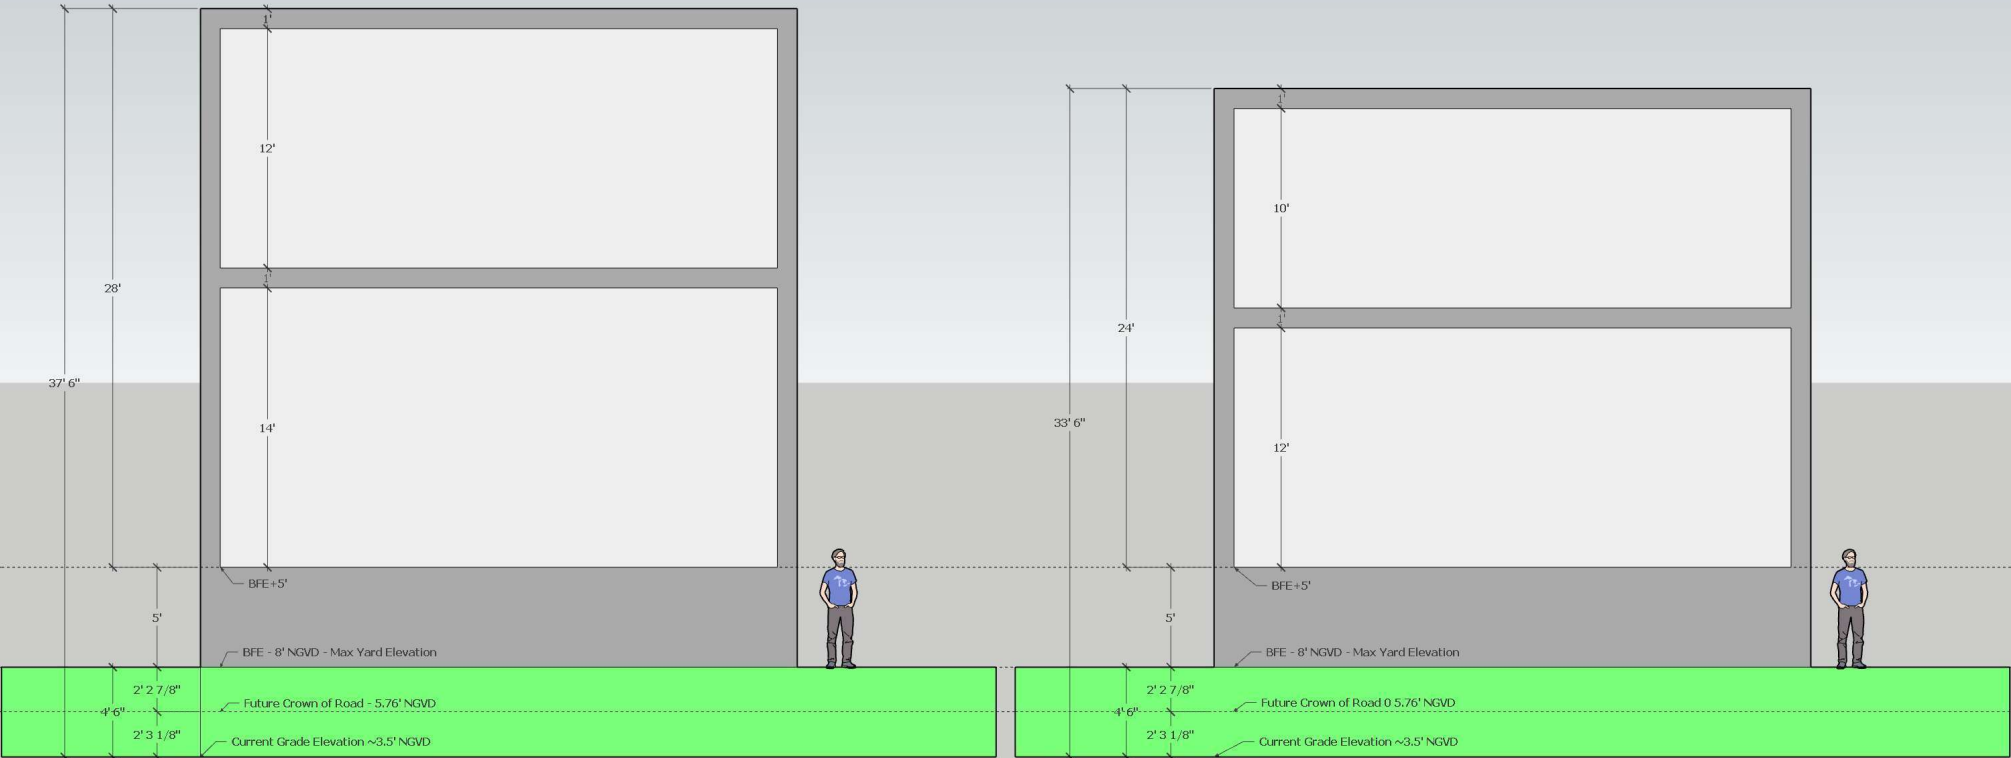 1'
12'
1'
28'
37' 6"
14'
BFE+5'
5'
BFE - 8' NGVD - Max Yard Elevation
2' 2 7/8"
Future Crown of Road - 5.76' NGVD
4' 6"
2' 3 1/8"
Current Grade Elevation ~3.5' NGVD
1'
10'
1'
24'
33' 6"
12'
BFE+5'
5'
BFE - 8' NGVD - Max Yard Elevation
2' 2 7/8"
Future Crown of Road 0 5.76' NGVD
4' 6"
2' 3 1/8"
Current Grade Elevation ~3.5' NGVD